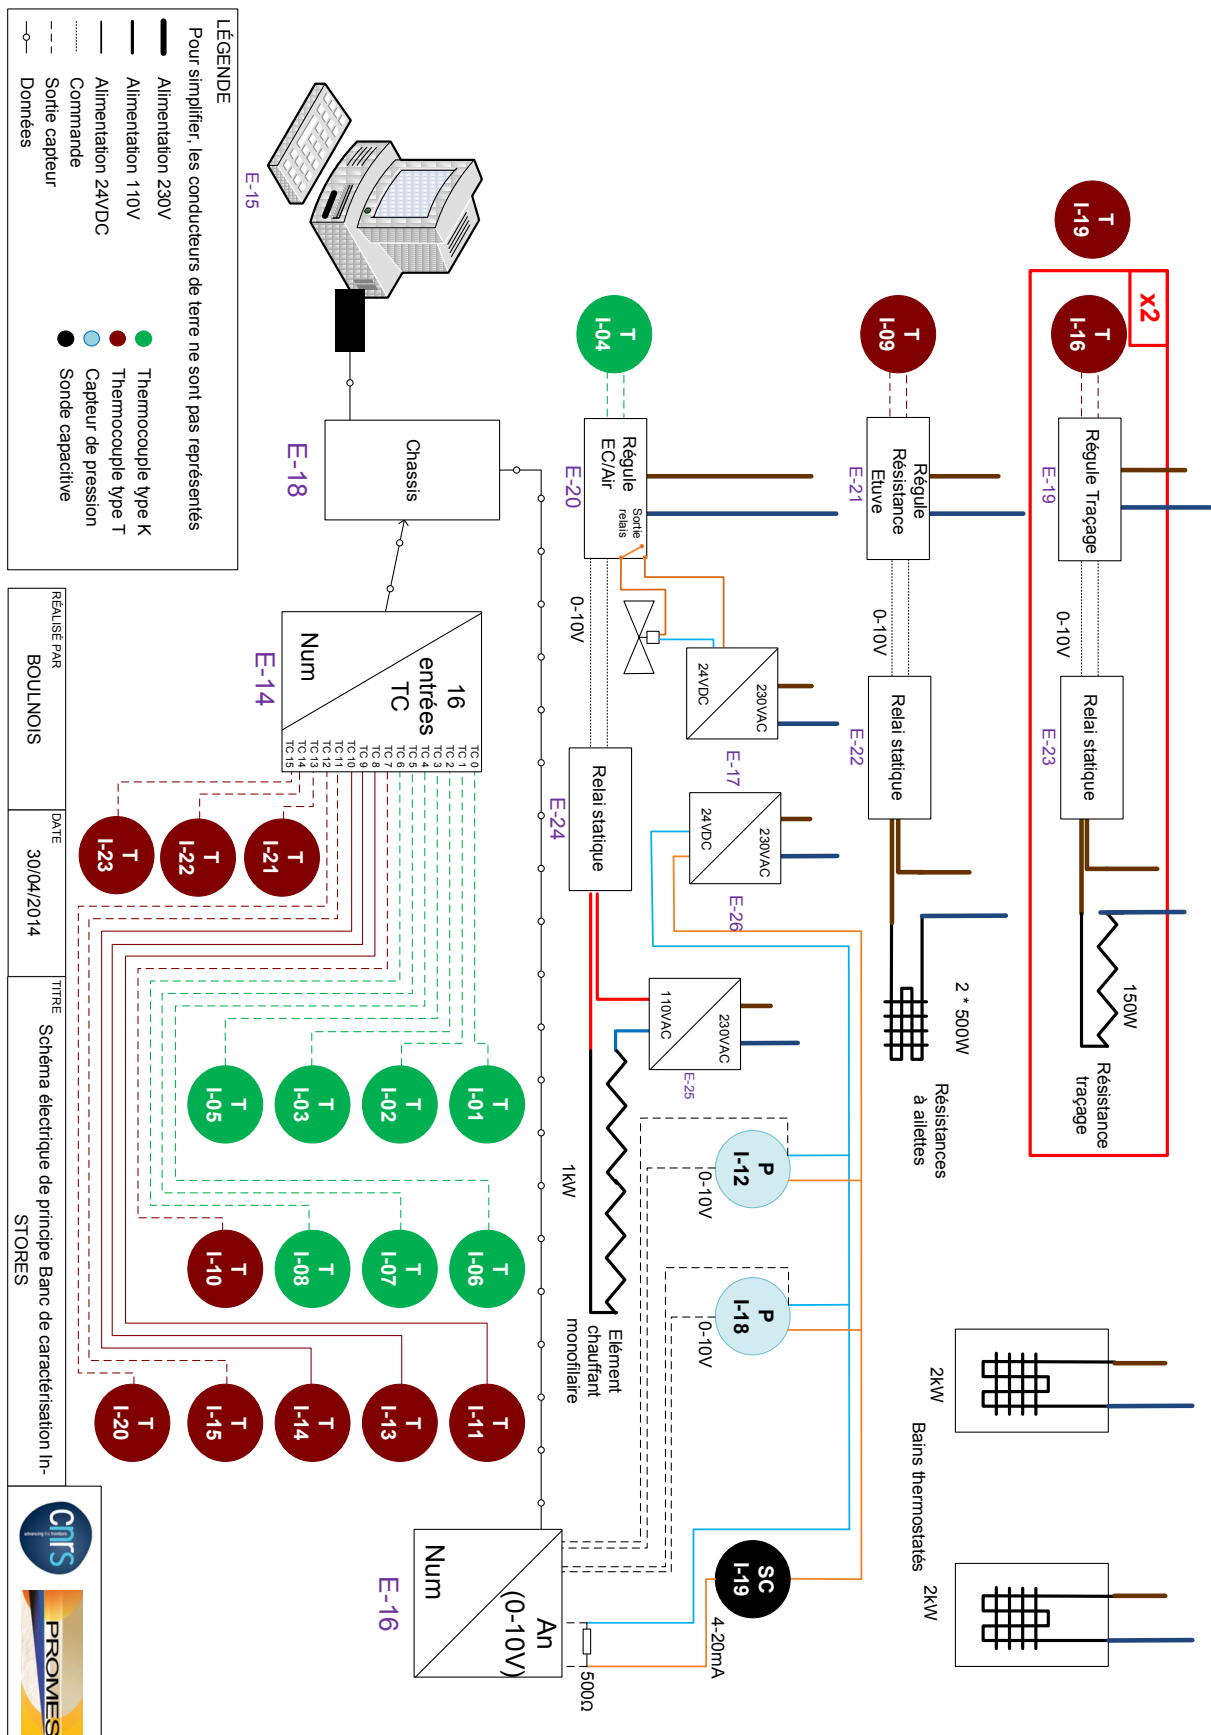 x2
T
I-19
T
I-16
Régule Traçage
E-19
0-10V
Relai statique
E-23
150W
Résistance
traçage
T
I-09
Régule
Résistance
Etuve
E-21
0-10V
Relai statique
E-22
2 * 500W
Résistances
à ailettes
2kW
Bains thermostatés
2kW
T
I-04
Régule
EC/Air
Sortie
relais
E-20
0-10V
230VAC
24VDC
E-17
230VAC
24VDC
E-26
Relai statique
E-24
230VAC
110VAC
E-25
1kW
Elément
chauffant
monofilaire
P
I-12
0-10V
P
I-18
0-10V
SC
I-19
4-20mA
500Ω
An
(0-10V)
Num
E-16
E-15
Chassis
E-18
16
entrées
TC
Num
E-14
TC 0
TC 1
TC 2
TC 3
TC 4
TC 5
TC 6
TC 7
TC 8
TC 9
TC 10
TC 11
TC 12
TC 13
TC 14
TC 15
T
I-21
T
I-22
T
I-23
T
I-01
T
I-02
T
I-03
T
I-05
T
I-06
T
I-07
T
I-08
T
I-10
T
I-11
T
I-13
T
I-14
T
I-15
T
I-20
LÉGENDE
Pour simplifier, les conducteurs de terre ne sont pas représentés
Alimentation 230V
Alimentation 110V
Alimentation 24VDC
Commande
Sortie capteur
Données
Thermocouple type K
Thermocouple type T
Capteur de pression
Sonde capacitive
RÉALISÉ PAR
BOULNOIS
DATE
30/04/2014
TITRE
Schéma électrique de principe Banc de caractérisation In-
STORES
cnrs
PROMES